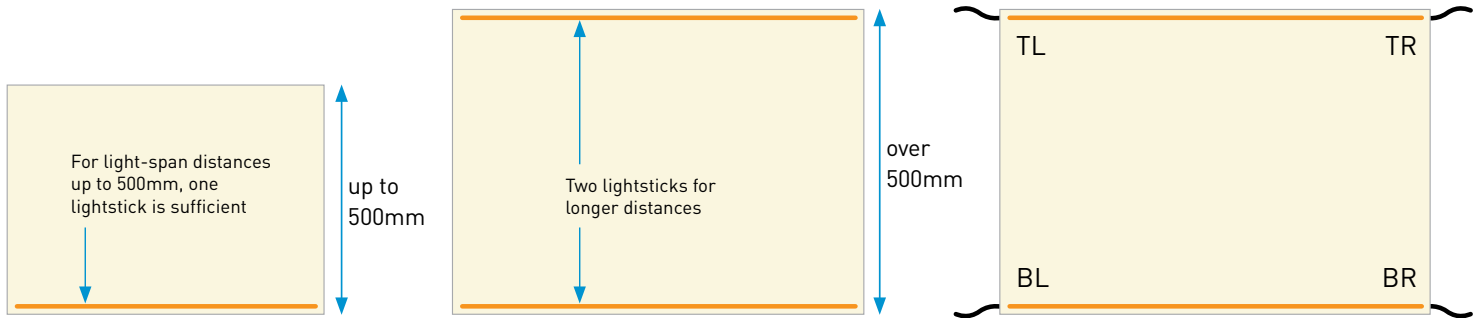 For light-span distances
up to 500mm, one
lightstick is sufficient
up to
500mm
Two lightsticks for
longer distances
over
500mm
TL
TR
BL
BR